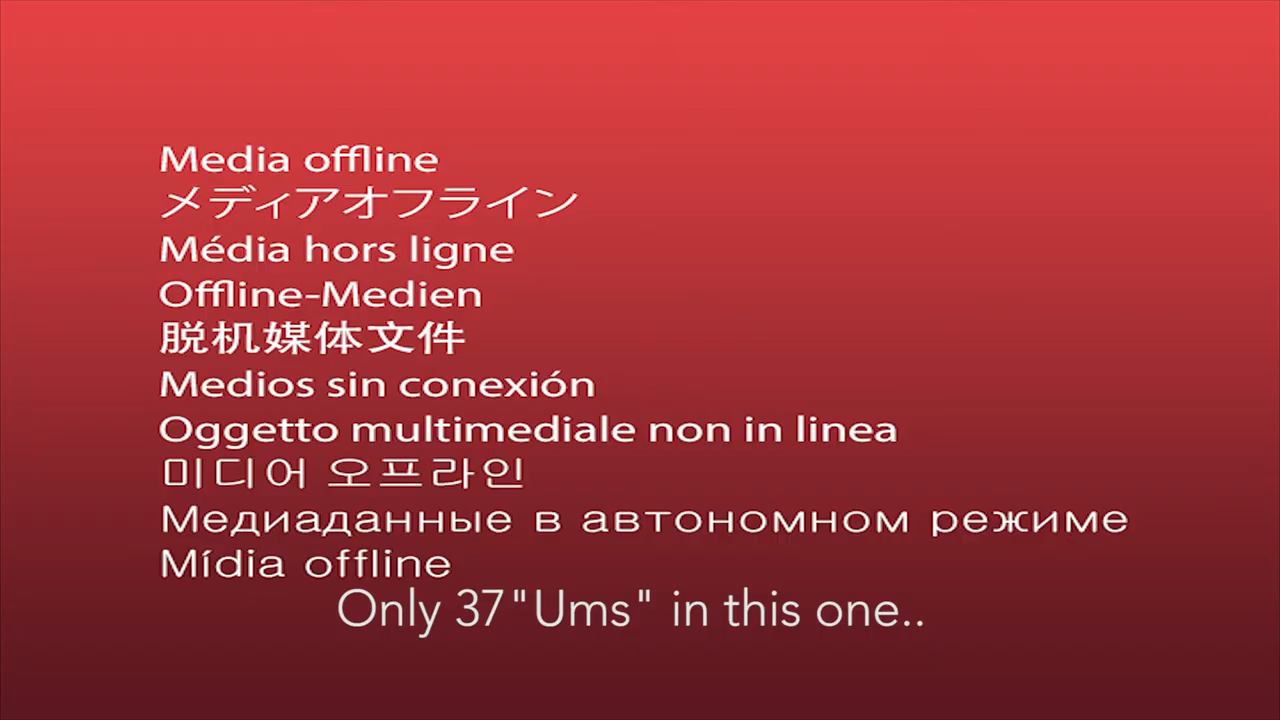 Media offline
メディアオフライン
Média hors ligne
Offline-Medien
脱机媒体文件
Medios sin conexión
Oggetto multimediale non in linea
미디어 오프라인
Медиаданные в автономном режиме
Mídia offline
Only 37"Ums" in this one..